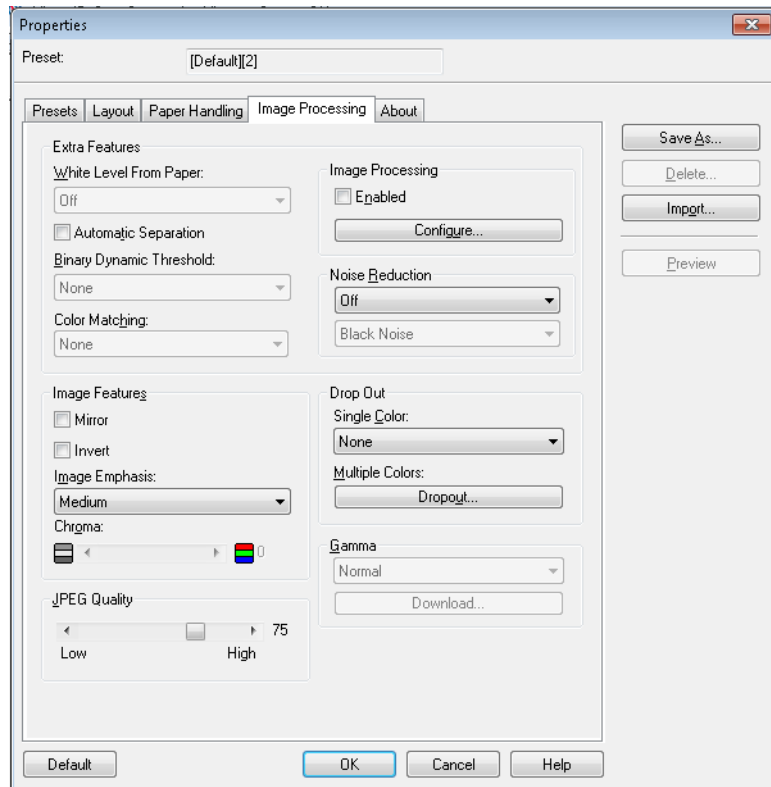 Properties
Preset:
[Default][2]
Presets
Layout
Paper Handling
Image Processing
About
Extra Features
White Level From Paper:
Off
Automatic Separation
Binary Dynamic Threshold:
None
Color Matching:
None
Image Processing
Enabled
Configure...
Noise Reduction
Off
Black Noise
Image Features
Mirror
Invert
Image Emphasis:
Medium
Chroma:
0
Drop Out
Single Color:
None
Multiple Colors:
Dropout...
Gamma
Normal
Download...
JPEG Quality
75
Low High
Save As...
Delete...
Import...
Preview
Default
OK
Cancel
Help